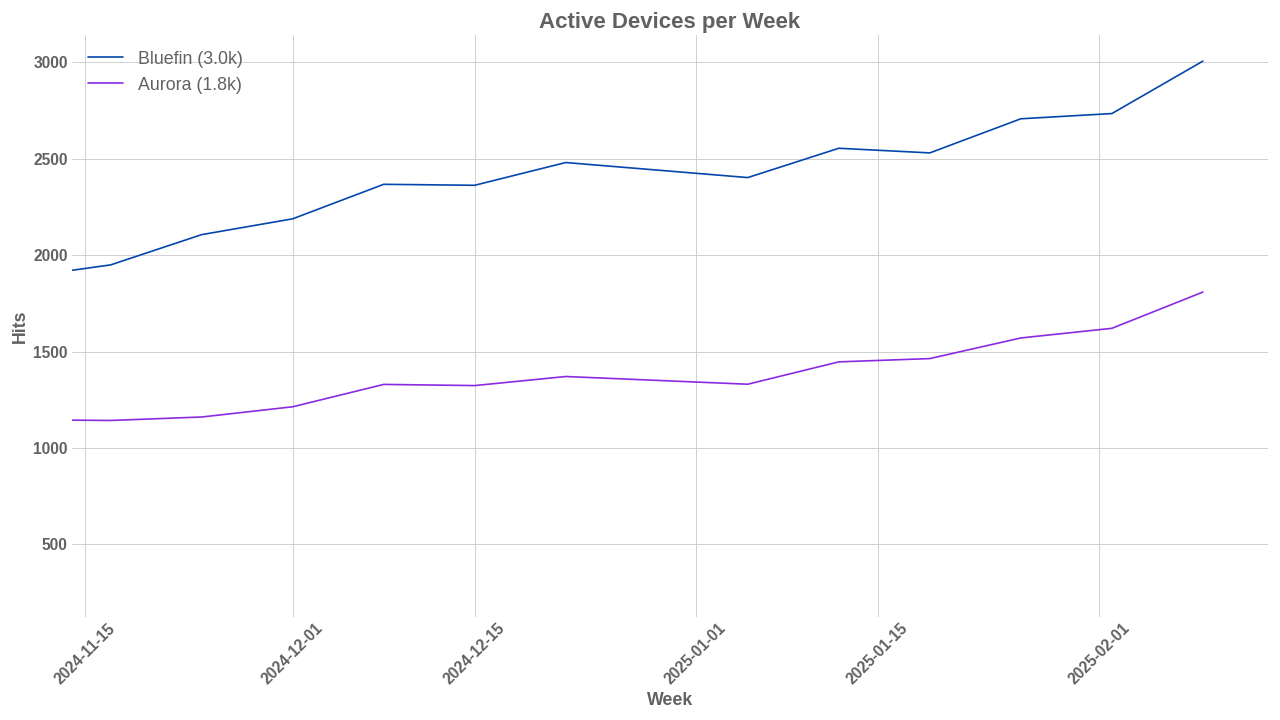 Active Devices per Week
Bluefin (3.0k)
Aurora (1.8k)
3000
2500
2000
1500
1000
500
Hits
2024-11-15
2024-12-01
2024-12-15
2025-01-01
2025-01-15
2025-02-01
Week